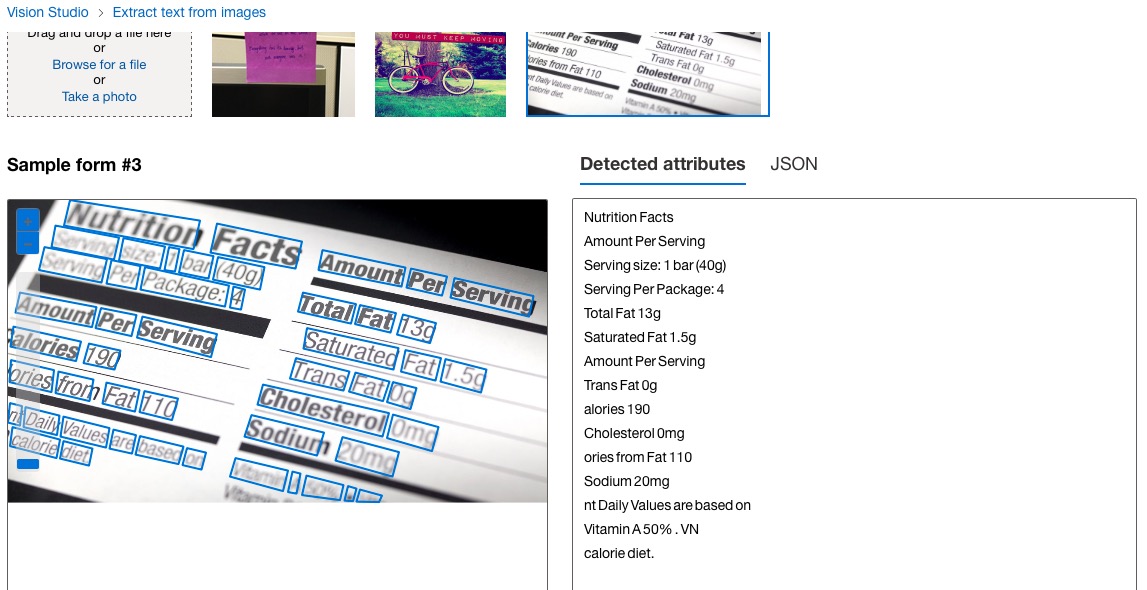 Vision Studio > Extract text from images
Drag and drop a file here
or
Browse for a file
or
Take a photo
YOU MUST KEEP MOVING
Amount Per Serving
alories 190
ories from Fat 110
nt Daily Values are based on
calorie diet.
Total Fat 13g
Saturated Fat 1.5g
Trans Fat 0g
Cholesterol 0mg
Sodium 20mg
Vitamin A 50%
Sample form #3
Detected attributes
JSON
+
−
Nutrition Facts
Serving size: 1 bar (40g)
Serving Per Package: 4
Amount Per Serving
alories 190
ories from Fat 110
nt Daily Values are based on
calorie diet.
Amount Per Serving
Total Fat 13g
Saturated Fat 1.5g
Trans Fat 0g
Cholesterol 0mg
Sodium 20mg
Vitamin A 50%
Nutrition Facts
Amount Per Serving
Serving size: 1 bar (40g)
Serving Per Package: 4
Total Fat 13g
Saturated Fat 1.5g
Amount Per Serving
Trans Fat 0g
alories 190
Cholesterol 0mg
ories from Fat 110
Sodium 20mg
nt Daily Values are based on
Vitamin A 50% . VN
calorie diet.